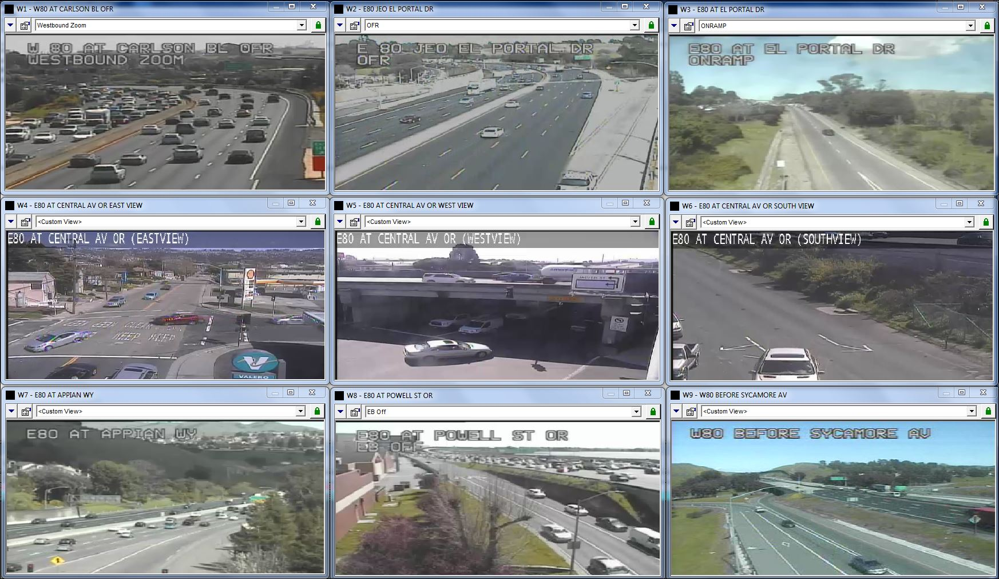 W1 - W80 AT CARLSON BL OFR
Westbound Zoom
W 80 AT CARLSON BL OFR
WESTBOUND ZOOM
W2 - E80 JEO EL PORTAL DR
OFR
E 80 JEO EL PORTAL DR
OFR
W3 - E80 AT EL PORTAL DR
ONRAMP
E80 AT EL PORTAL DR
ONRAMP
W4 - E80 AT CENTRAL AV OR EAST VIEW
<Custom View>
E80 AT CENTRAL AV OR (EASTVIEW)
KEEP KEEP CLEAR
KEEP KEEP
VALERO
W5 - E80 AT CENTRAL AV OR WEST VIEW
<Custom View>
E80 AT CENTRAL AV OR (WESTVIEW)
JACUZZI ST
W6 - E80 AT CENTRAL AV OR SOUTH VIEW
<Custom View>
E80 AT CENTRAL AV OR (SOUTHVIEW)
W7 - E80 AT APPIAN WY
<Custom View>
E80 AT APPIAN WY
W8 - E80 AT POWELL ST OR
EB Off
E80 AT POWELL ST OR
EB OFF
W9 - W80 BEFORE SYCAMORE AV
<Custom View>
W80 BEFORE SYCAMORE AV